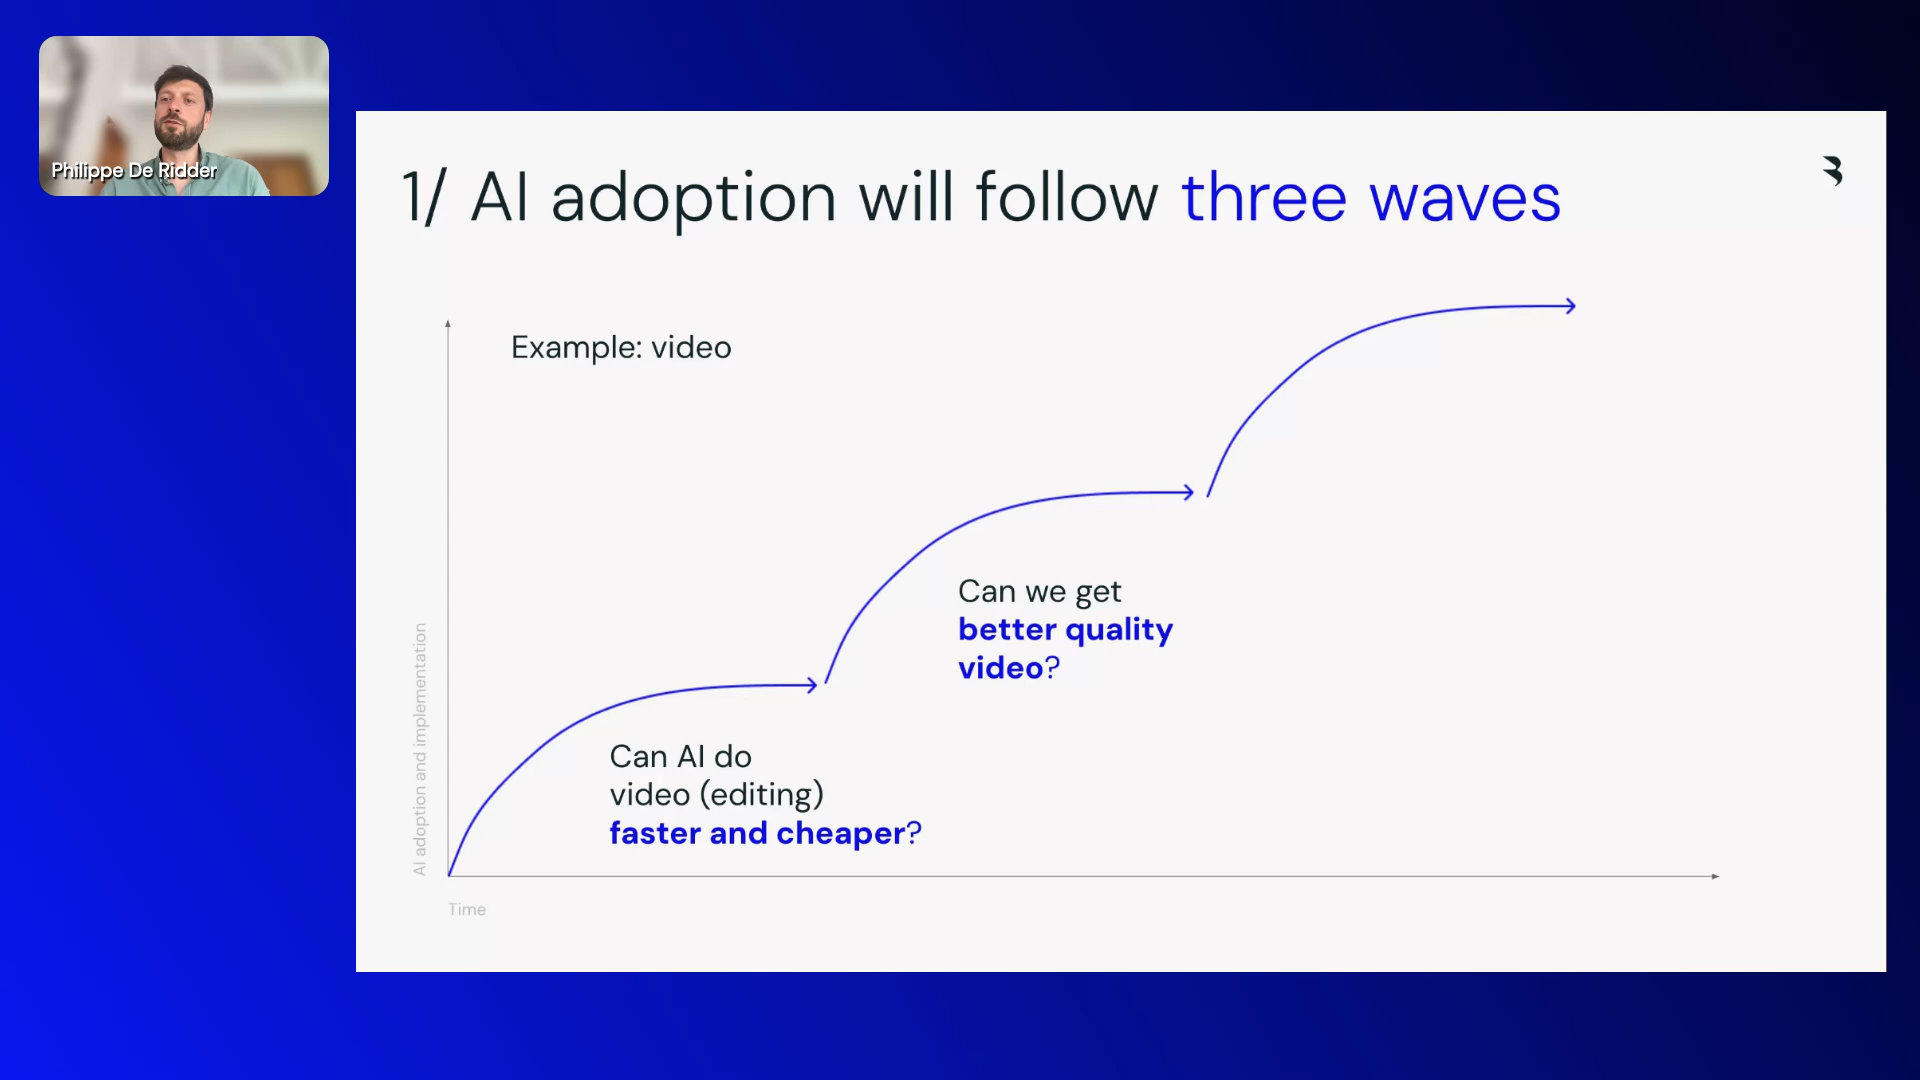 Philippe De Ridder
1/ AI adoption will follow three waves
Example: video
Can we get
better quality
video?
Can AI do
video (editing)
faster and cheaper?
AI adoption and implementation
Time